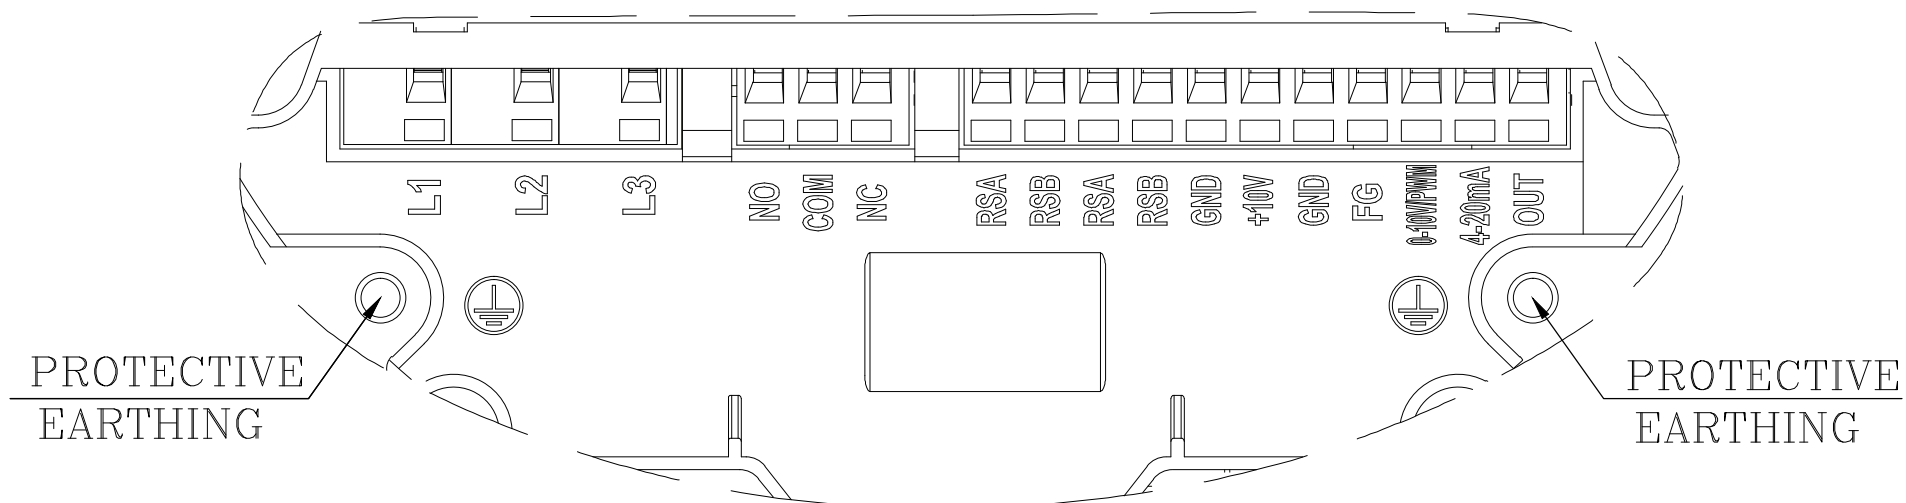 L1
L2
L3
NO
COM
NC
RSA
RSB
RSA
RSB
GND
+10V
GND
FG
0-10V/PWM
4-20mA
OUT
PROTECTIVE
EARTHING
PROTECTIVE
EARTHING